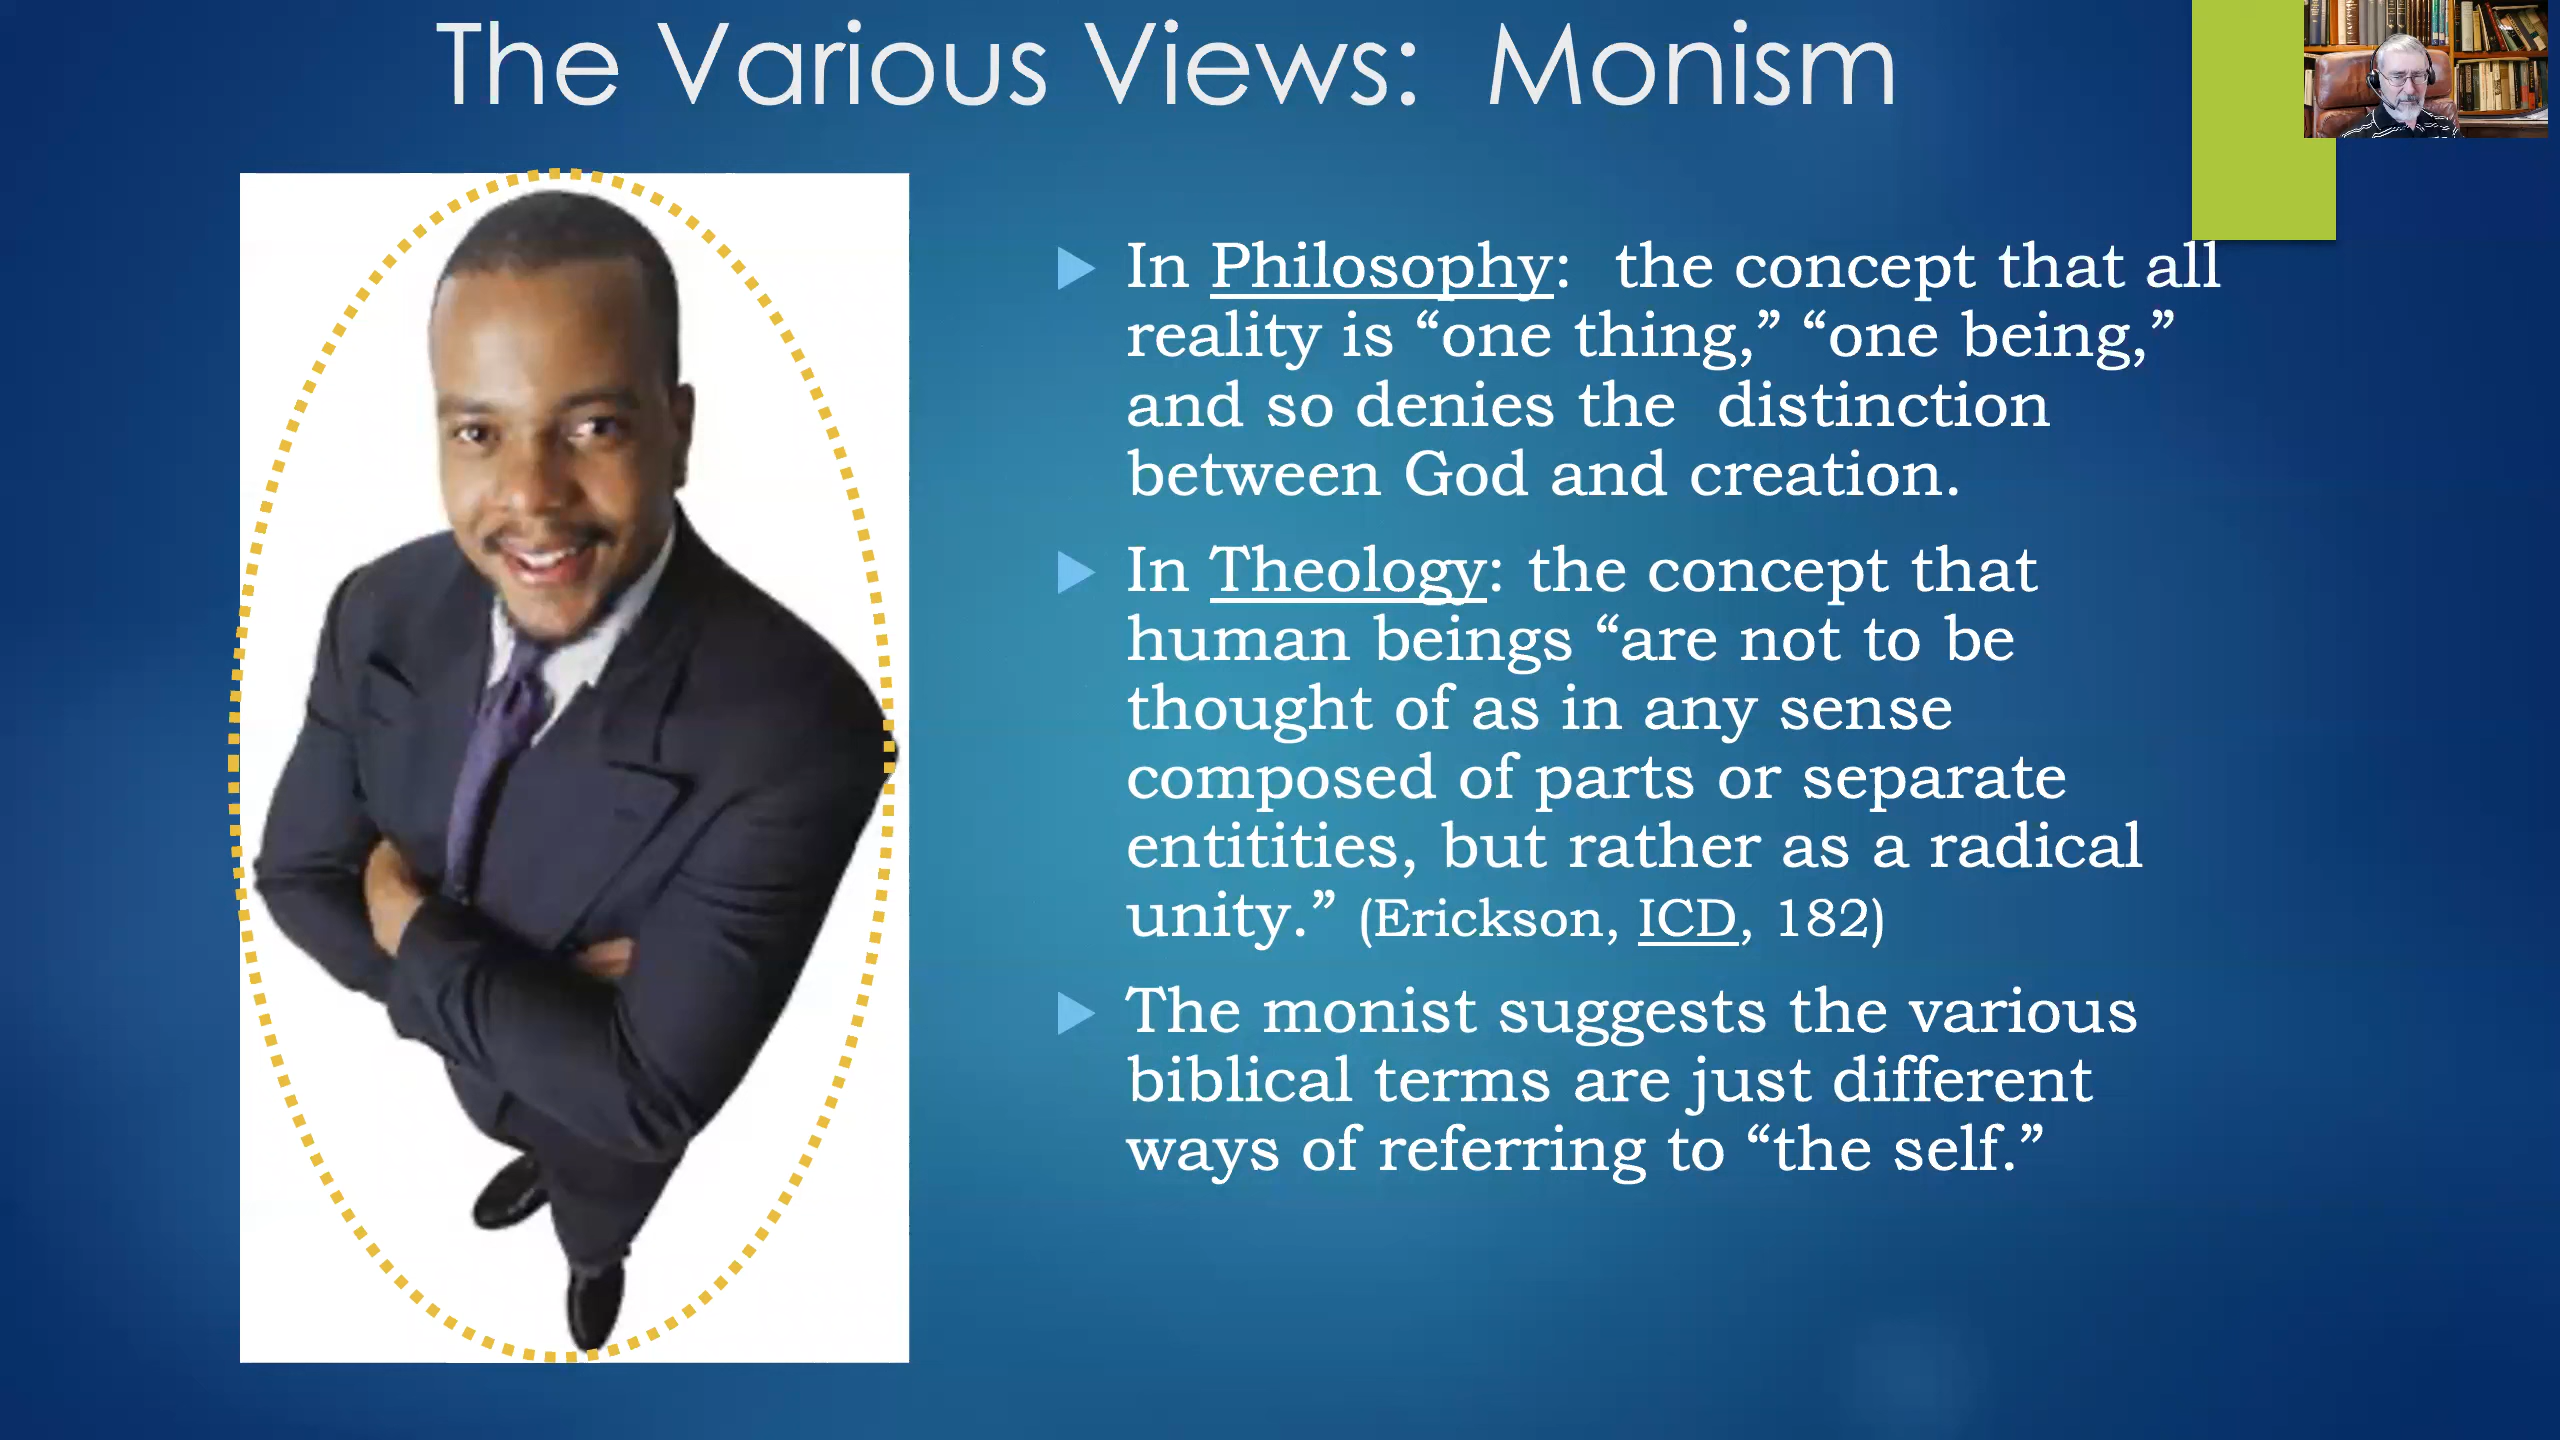 The Various Views:  Monism
In Philosophy:  the concept that all
reality is “one thing,” “one being,”
and so denies the  distinction
between God and creation.
In Theology: the concept that
human beings “are not to be
thought of as in any sense
composed of parts or separate
entitities, but rather as a radical
unity.” (Erickson, ICD, 182)
The monist suggests the various
biblical terms are just different
ways of referring to “the self.”